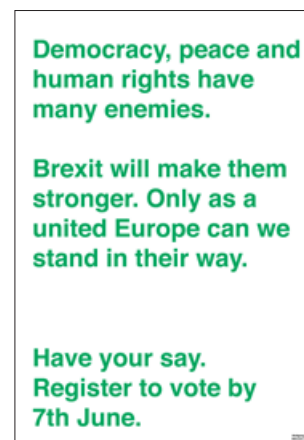 Democracy, peace and
human rights have
many enemies.
Brexit will make them
stronger. Only as a
united Europe can we
stand in their way.
Have your say.
Register to vote by
7th June.